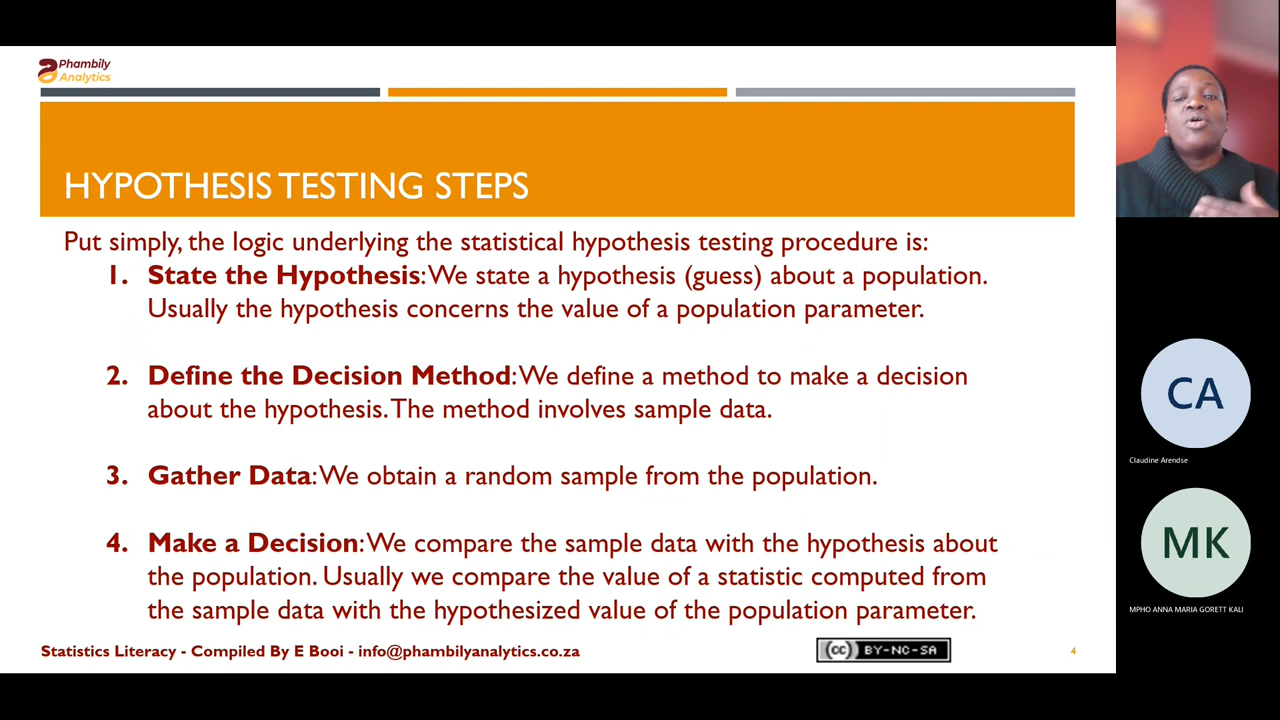 Phambily
Analytics
HYPOTHESIS TESTING STEPS
Put simply, the logic underlying the statistical hypothesis testing procedure is:
1. State the Hypothesis: We state a hypothesis (guess) about a population.
Usually the hypothesis concerns the value of a population parameter.
2. Define the Decision Method: We define a method to make a decision
about the hypothesis. The method involves sample data.
3. Gather Data: We obtain a random sample from the population.
4. Make a Decision: We compare the sample data with the hypothesis about
the population. Usually we compare the value of a statistic computed from
the sample data with the hypothesized value of the population parameter.
Statistics Literacy - Compiled By E Booi - info@phambilyanalytics.co.za
(cc) BY-NC-SA
4
CA
Claudine Arendse
MK
MPHO ANNA MARIA GORETT KALI